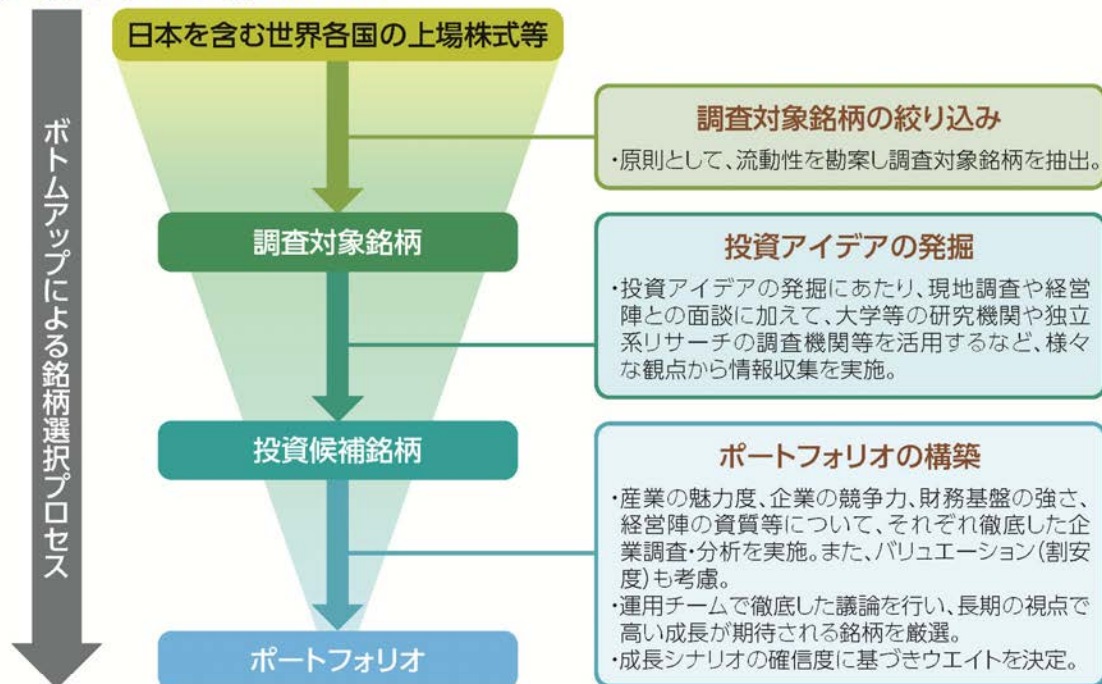 日本を含む世界各国の上場株式等
ボトムアップによる銘柄選択プロセス
調査対象銘柄の絞り込み
・原則として、流動性を勘案し調査対象銘柄を抽出。
調査対象銘柄
投資アイデアの発掘
・投資アイデアの発掘にあたり、現地調査や経営
陣との面談に加えて、大学等の研究機関や独立
系リサーチの調査機関等を活用するなど、様々
な観点から情報収集を実施。
投資候補銘柄
ポートフォリオの構築
・産業の魅力度、企業の競争力、財務基盤の強さ、
経営陣の資質等について、それぞれ徹底した企
業調査・分析を実施。また、バリュエーション(割安
度)も考慮。
・運用チームで徹底した議論を行い、長期の視点で
高い成長が期待される銘柄を厳選。
・成長シナリオの確信度に基づきウエイトを決定。
ポートフォリオ